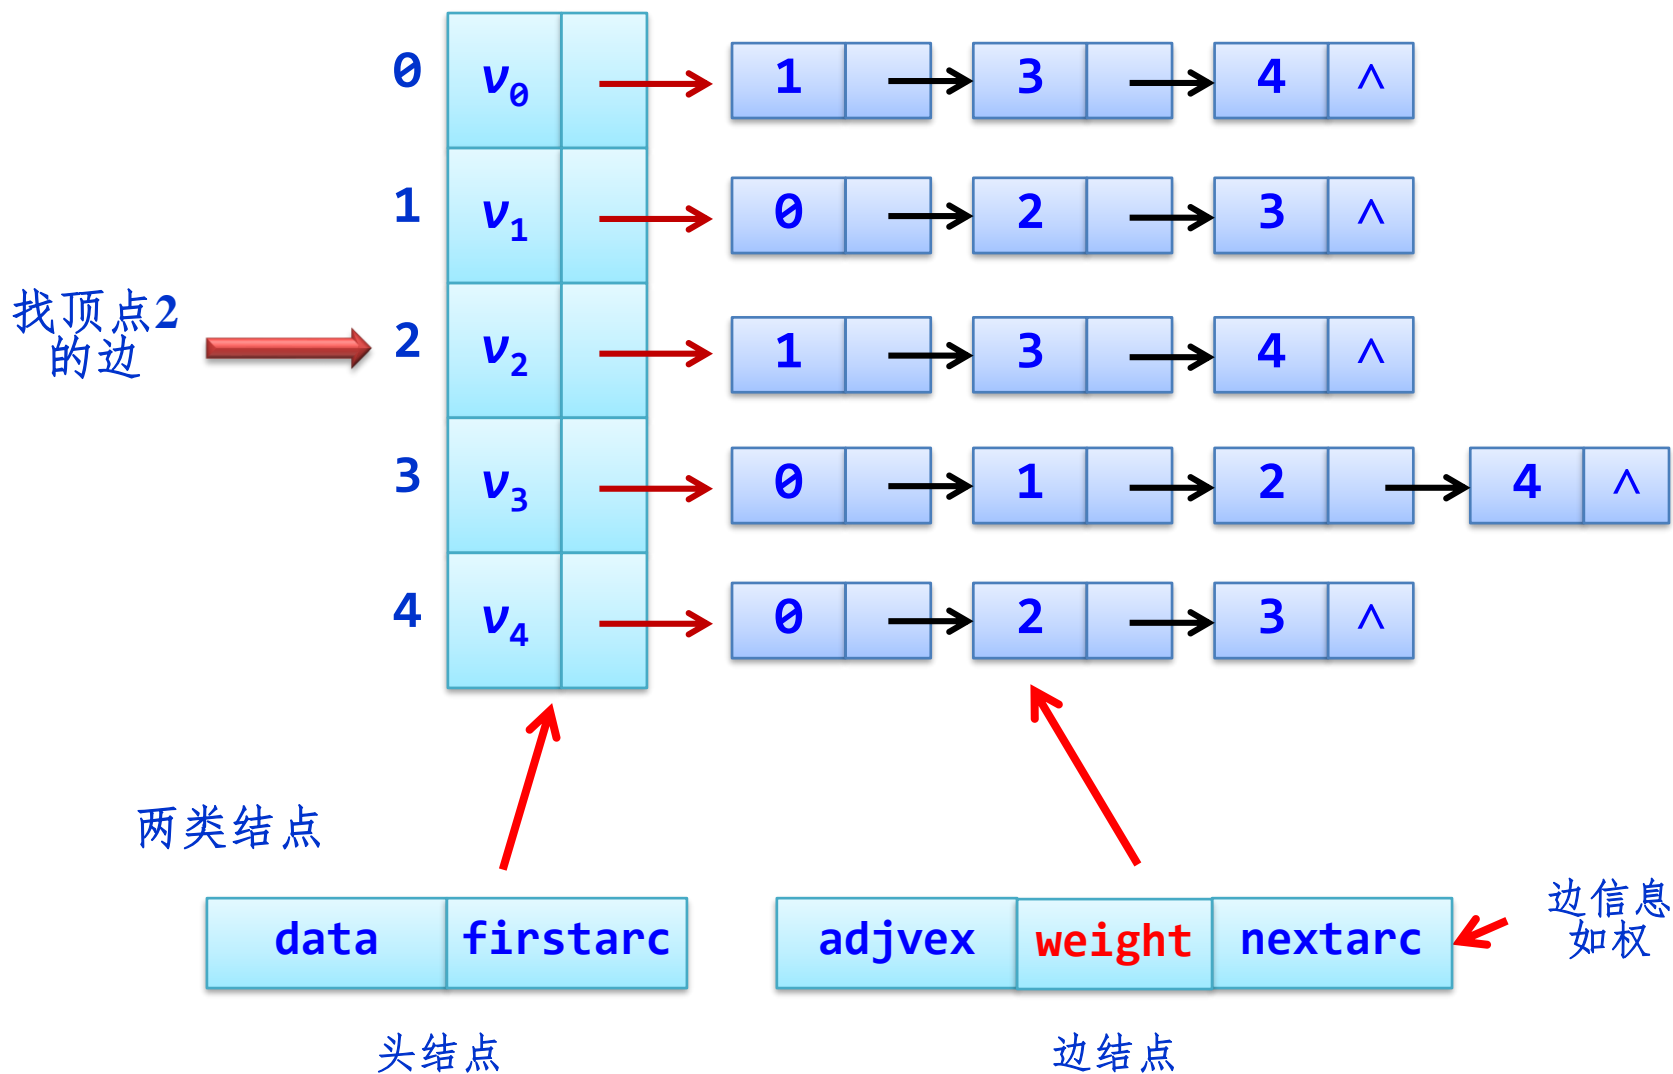 0 v0 1 3 4 ∧
1 v1 0 2 3 ∧
找顶点2
的边
2 v2 1 3 4 ∧
3 v3 0 1 2 4 ∧
4 v4 0 2 3 ∧
两类结点
data firstarc
adjvex weight nextarc
边信息
如权
头结点
边结点